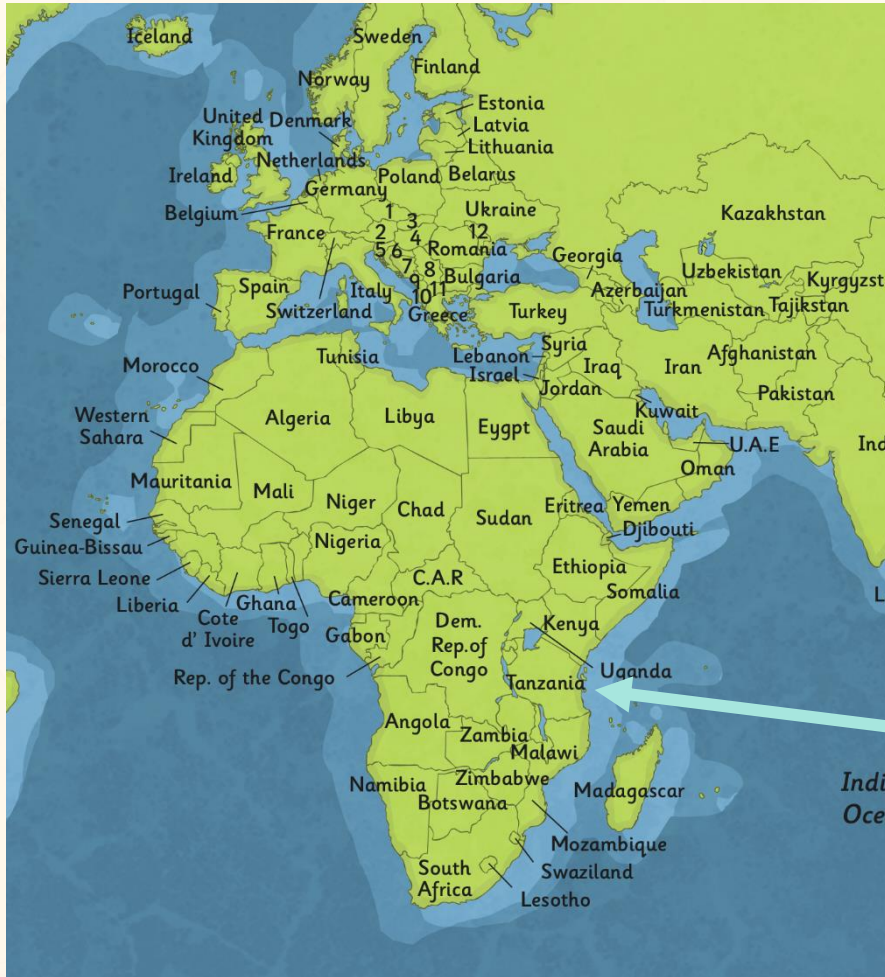 Iceland
Sweden
Norway
Finland
Estonia
Latvia
Lithuania
United
Kingdom
Denmark
Netherlands
Ireland
Germany
Poland
Belarus
Belgium
1
3
Ukraine
Kazakhstan
France
2
4
12
5
6
Romania
Georgia
7
8
Uzbekistan
Kyrgyzst
Portugal
Spain
Italy
9
Bulgaria
Azerbaijan
10
11
Switzerland
Greece
Turkey
Turkmenistan
Tajikstan
Morocco
Tunisia
Lebanon
Syria
Israel
Iraq
Iran
Afghanistan
Jordan
Pakistan
Western
Sahara
Algeria
Libya
Eygpt
Kuwait
Saudi
Arabia
U.A.E
Ind
Oman
Mauritania
Mali
Niger
Chad
Sudan
Eritrea
Yemen
Senegal
Djibouti
Guinea-Bissau
Nigeria
Ethiopia
Sierra Leone
C.A.R
Somalia
Liberia
Cote
d' Ivoire
Ghana
Togo
Cameroon
L
Gabon
Dem.
Rep.of
Congo
Kenya
Rep. of the Congo
Uganda
Tanzania
Angola
Zambia
Malawi
Namibia
Zimbabwe
Botswana
Madagascar
Indi
Oce
Mozambique
South
Africa
Swaziland
Lesotho